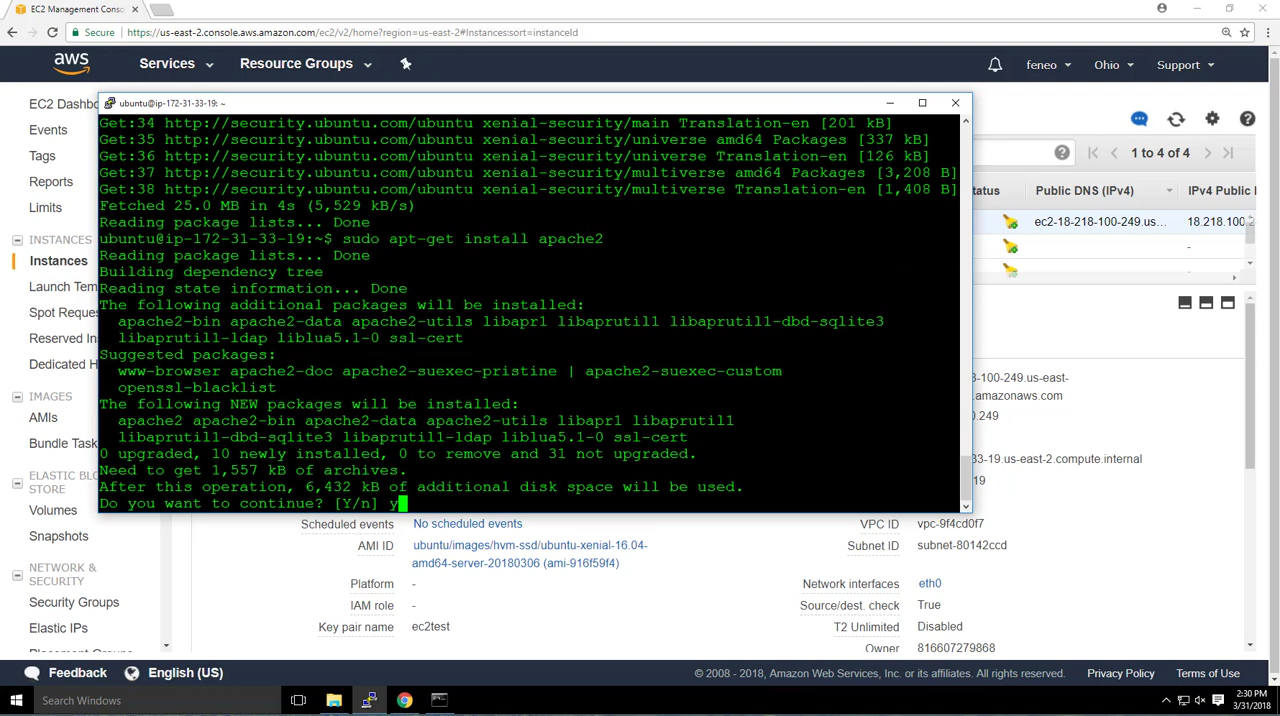 EC2 Management Conso
Secure
https://us-east-2.console.aws.amazon.com/ec2/v2/home?region=us-east-2#Instances:sort=instanceId
aws
Services
Resource Groups
feneo
Ohio
Support
EC2 Dashbo
Events
Tags
Reports
Limits
INSTANCES
Instances
Launch Tem
Spot Reque
Reserved In
Dedicated H
IMAGES
AMIs
Bundle Task
ELASTIC BLO
STORE
Volumes
Snapshots
NETWORK &
SECURITY
Security Groups
Elastic IPs
ubuntu@ip-172-31-33-19: ~
Get:34 http://security.ubuntu.com/ubuntu xenial-security/main Translation-en [201 kB]
Get:35 http://security.ubuntu.com/ubuntu xenial-security/universe amd64 Packages [337 kB]
Get:36 http://security.ubuntu.com/ubuntu xenial-security/universe Translation-en [126 kB]
Get:37 http://security.ubuntu.com/ubuntu xenial-security/multiverse amd64 Packages [3,208 B]
Get:38 http://security.ubuntu.com/ubuntu xenial-security/multiverse Translation-en [1,408 B]
Fetched 25.0 MB in 4s (5,529 kB/s)
Reading package lists... Done
ubuntu@ip-172-31-33-19:~$ sudo apt-get install apache2
Reading package lists... Done
Building dependency tree
Reading state information... Done
The following additional packages will be installed:
apache2-bin apache2-data apache2-utils libapr1 libaprutil1 libaprutil1-dbd-sqlite3
libaprutil1-ldap liblua5.1-0 ssl-cert
Suggested packages:
www-browser apache2-doc apache2-suexec-pristine | apache2-suexec-custom
openssl-blacklist
The following NEW packages will be installed:
apache2 apache2-bin apache2-data apache2-utils libapr1 libaprutil1
libaprutil1-dbd-sqlite3 libaprutil1-ldap liblua5.1-0 ssl-cert
0 upgraded, 10 newly installed, 0 to remove and 31 not upgraded.
Need to get 1,557 kB of archives.
After this operation, 6,432 kB of additional disk space will be used.
Do you want to continue? [Y/n] y
1 to 4 of 4
tatus
Public DNS (IPv4)
IPv4 Public I
ec2-18-218-100-249.us...
18.218.100.2
-
-
-100-249.us-east-
mazonaws.com
0.249
-33-19.us-east-2.compute.internal
-19
Scheduled events
No scheduled events
VPC ID
vpc-9f4cd0f7
AMI ID
ubuntu/images/hvm-ssd/ubuntu-xenial-16.04-
amd64-server-20180306 (ami-916f59f4)
Subnet ID
subnet-80142ccd
Platform
-
Network interfaces
eth0
IAM role
-
Source/dest. check
True
Key pair name
ec2test
T2 Unlimited
Disabled
Owner
816607279868
Feedback
English (US)
© 2008 - 2018, Amazon Web Services, Inc. or its affiliates. All rights reserved.
Privacy Policy
Terms of Use
Search Windows
2:30 PM
3/31/2018